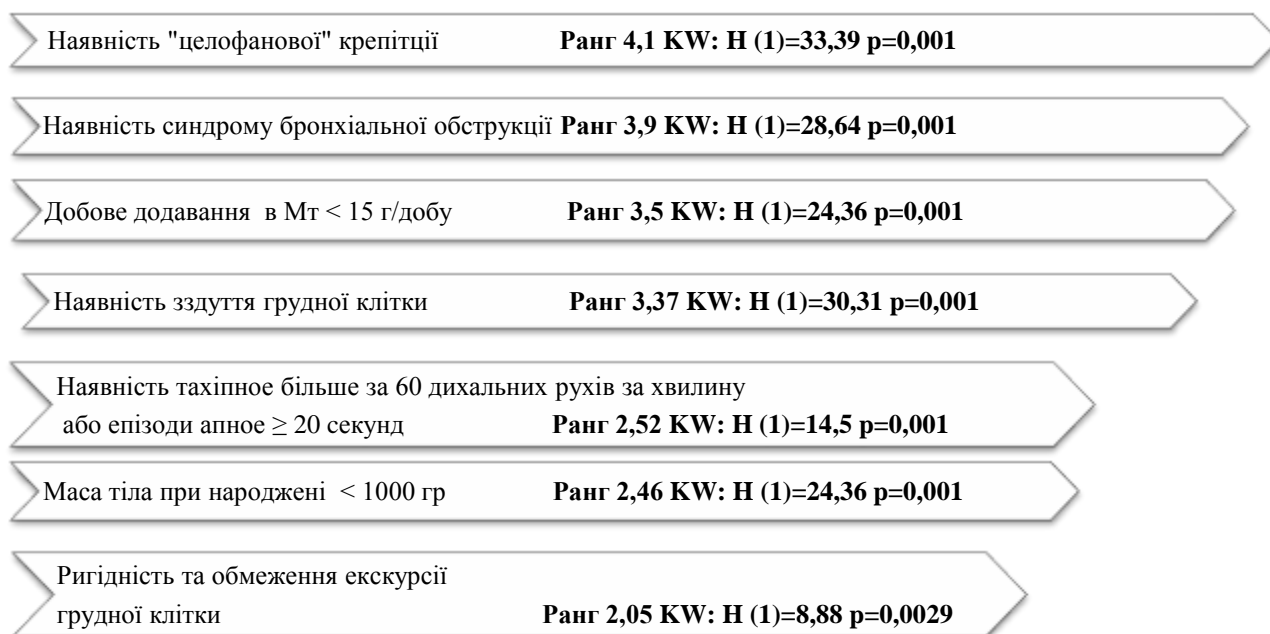 Наявність "целофанової" крепітції Ранг 4,1 KW: H (1)=33,39 p=0,001
Наявність синдрому бронхіальної обструкції Ранг 3,9 KW: H (1)=28,64 p=0,001
Добове додавання в Мт < 15 г/добу Ранг 3,5 KW: H (1)=24,36 p=0,001
Наявність зздуття грудної клітки Ранг 3,37 KW: H (1)=30,31 p=0,001
Наявність тахіпное більше за 60 дихальних рухів за хвилину
або епізоди апное ≥ 20 секунд Ранг 2,52 KW: H (1)=14,5 p=0,001
Маса тіла при народжені < 1000 гр Ранг 2,46 KW: H (1)=24,36 p=0,001
Ригідність та обмеження екскурсії
грудної клітки Ранг 2,05 KW: H (1)=8,88 p=0,0029